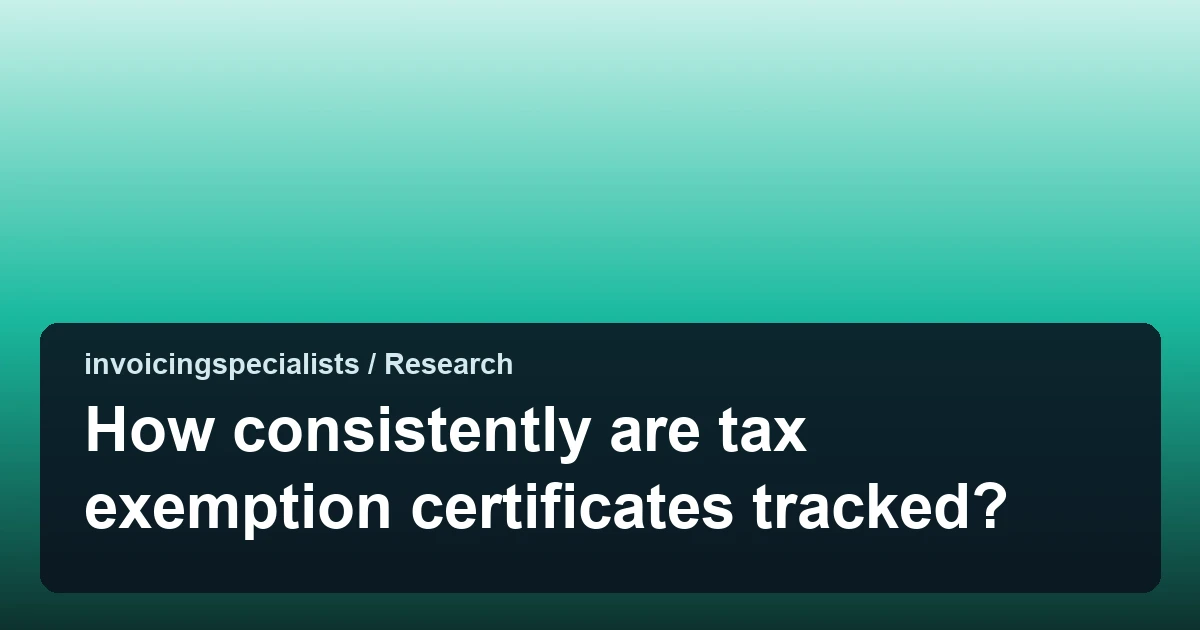 invoicingspecialists / Research
How consistently are tax
exemption certificates tracked?